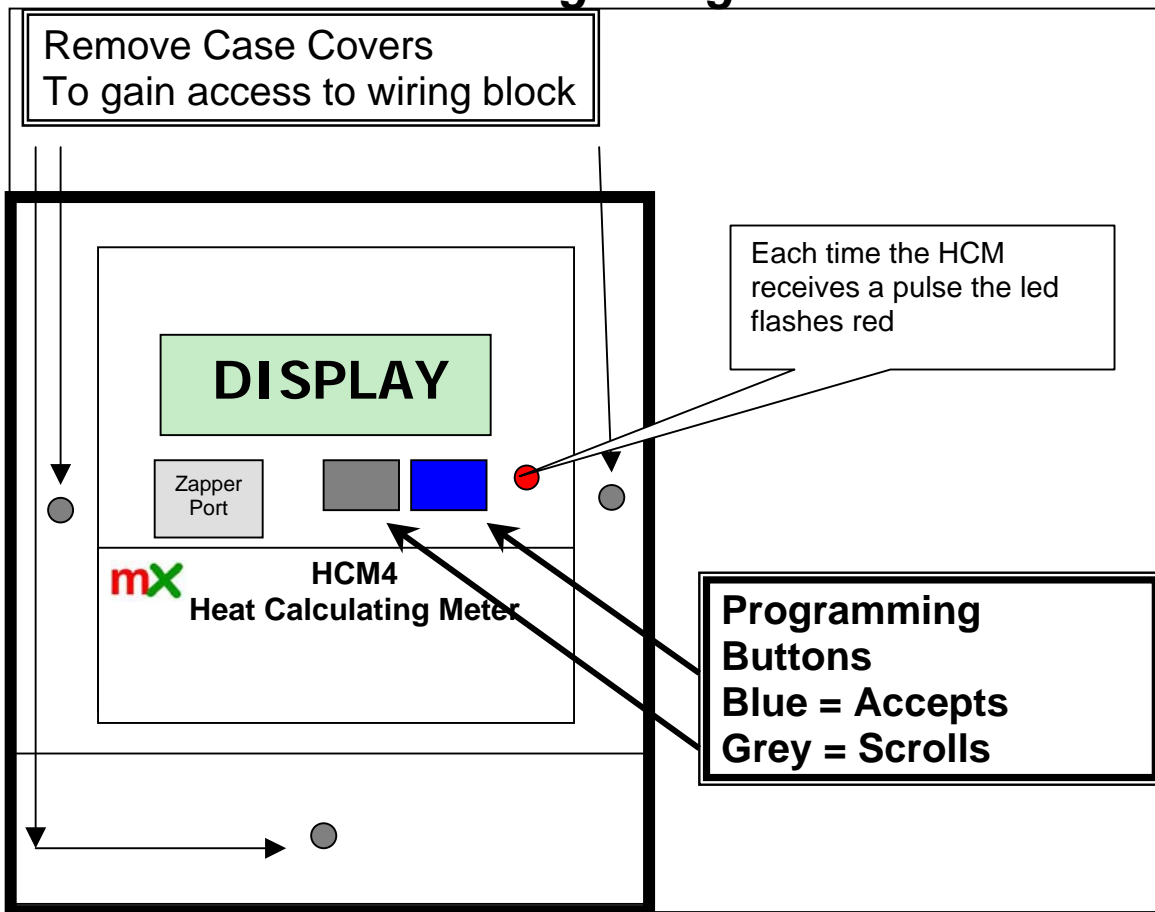 Remove Case Covers
To gain access to wiring block
Each time the HCM
receives a pulse the led
flashes red
DISPLAY
Zapper
Port
mX
HCM4
Heat Calculating Meter
Programming
Buttons
Blue = Accepts
Grey = Scrolls